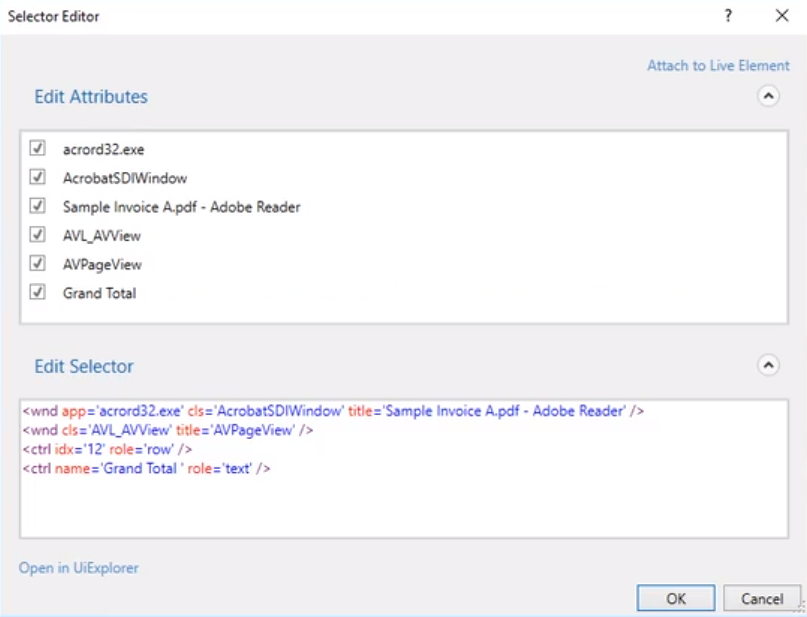 Selector Editor
?
Attach to Live Element
Edit Attributes
acrord32.exe
AcrobatSDIWindow
Sample Invoice A.pdf - Adobe Reader
AVL_AVView
AVPageView
Grand Total
Edit Selector
<wnd app='acrord32.exe' cls='AcrobatSDIWindow' title='Sample Invoice A.pdf - Adobe Reader' />
<wnd cls='AVL_AVView' title='AVPageView' />
<ctrl idx='12' role='row' />
<ctrl name='Grand Total ' role='text' />
Open in UiExplorer
OK Cancel